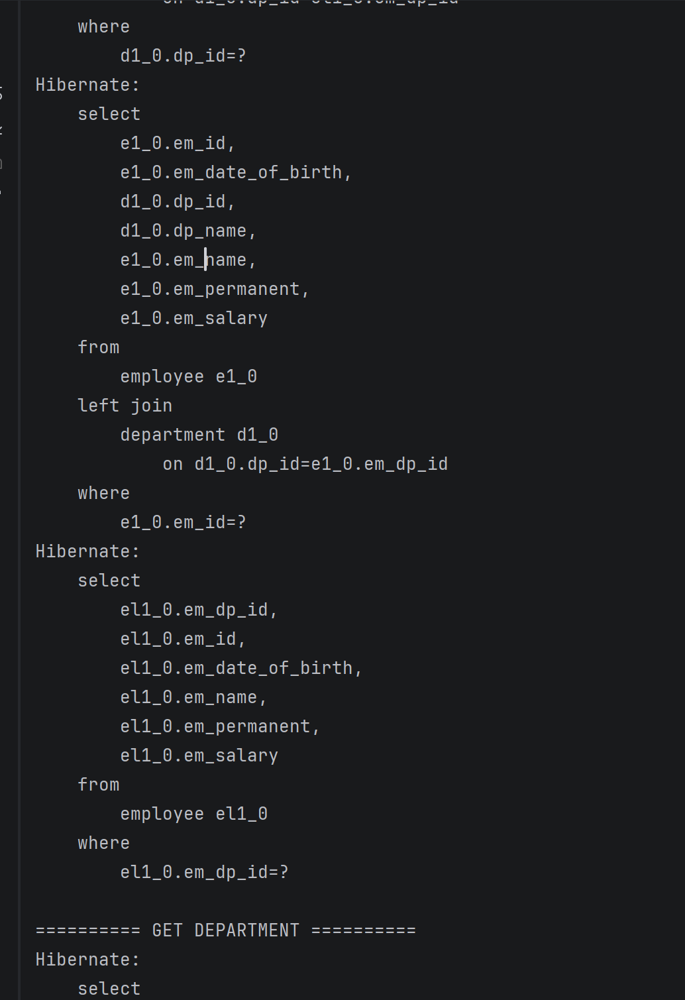 where
d1_0.dp_id=?
Hibernate:
select
e1_0.em_id,
e1_0.em_date_of_birth,
d1_0.dp_id,
d1_0.dp_name,
e1_0.em_name,
e1_0.em_permanent,
e1_0.em_salary
from
employee e1_0
left join
department d1_0
on d1_0.dp_id=e1_0.em_dp_id
where
e1_0.em_id=?
Hibernate:
select
el1_0.em_dp_id,
el1_0.em_id,
el1_0.em_date_of_birth,
el1_0.em_name,
el1_0.em_permanent,
el1_0.em_salary
from
employee el1_0
where
el1_0.em_dp_id=?
========== GET DEPARTMENT ==========
Hibernate:
select